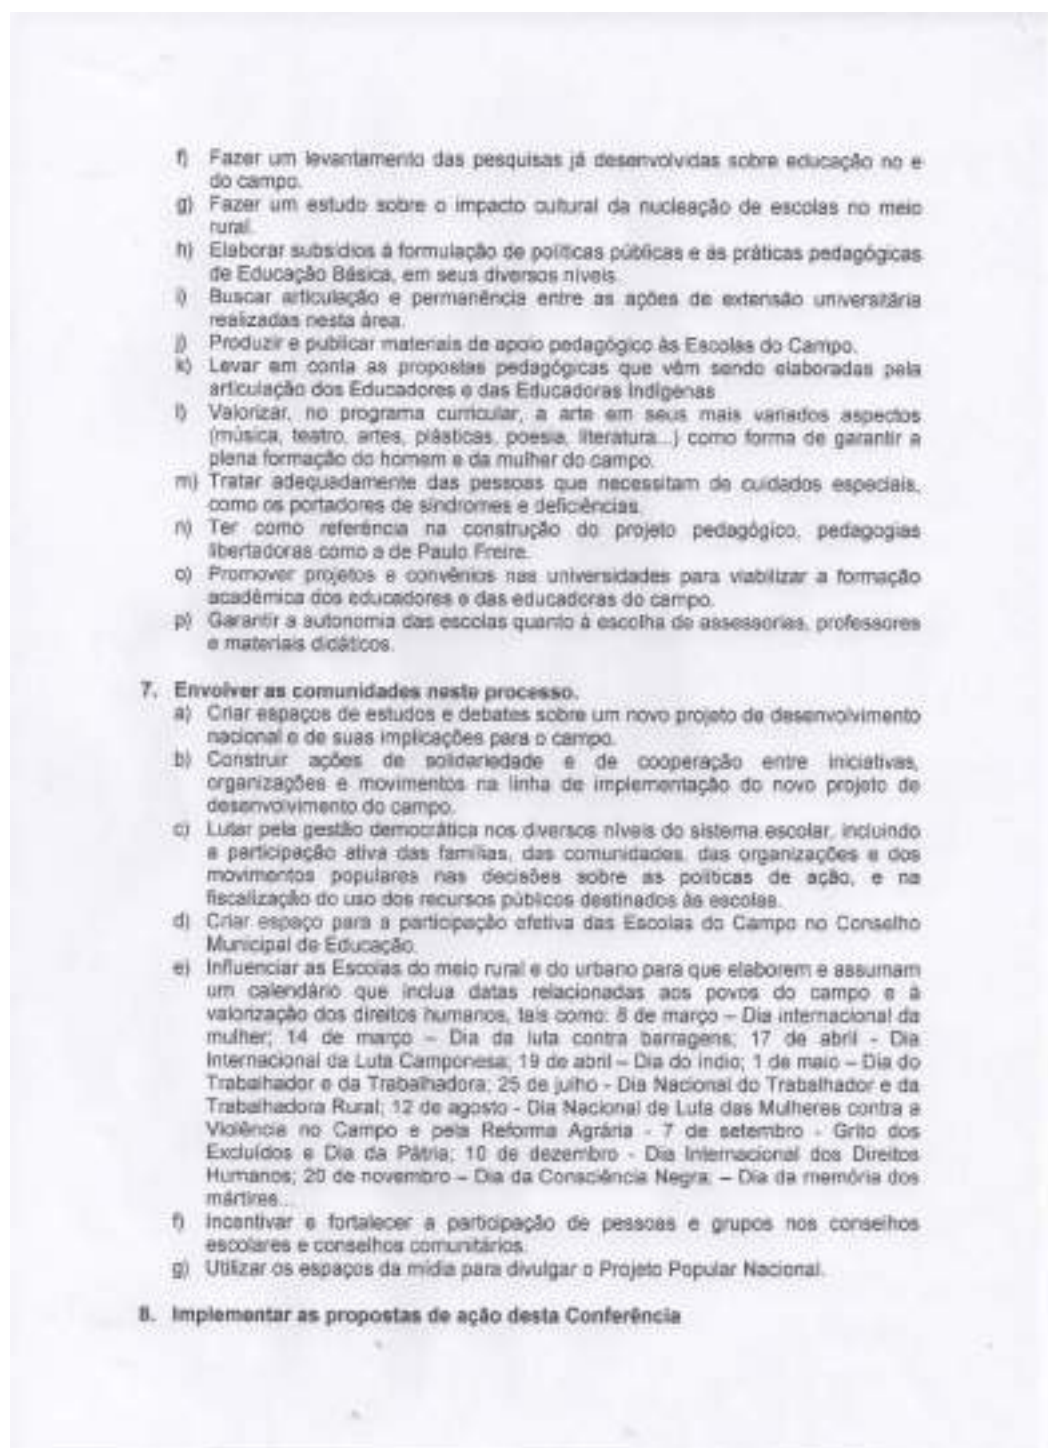 f) Fazer um levantamento das pesquisas já desenvolvidas sobre educação no e
do campo.
g) Fazer um estudo sobre o impacto cultural da nucleação de escolas no meio
rural.
h) Elaborar subsídios à formulação de políticas públicas e às práticas pedagógicas
de Educação Básica, em seus diversos níveis.
i) Buscar articulação e permanência entre as ações de extensão universitária
realizadas nesta área.
j) Produzir e publicar materiais de apoio pedagógico às Escolas do Campo.
k) Levar em conta as propostas pedagógicas que vêm sendo elaboradas pela
articulação dos Educadores e das Educadoras Indígenas
l) Valorizar, no programa curricular, a arte em seus mais variados aspectos
(música, teatro, artes, plásticas, poesia, literatura...) como forma de garantir a
plena formação do homem e da mulher do campo.
m) Tratar adequadamente das pessoas que necessitam de cuidados especiais,
como os portadores de síndromes e deficiências.
n) Ter como referência na construção do projeto pedagógico, pedagogias
libertadoras como a de Paulo Freire.
o) Promover projetos e convênios nas universidades para viabilizar a formação
acadêmica dos educadores e das educadoras do campo.
p) Garantir a autonomia das escolas quanto à escolha de assessorias, professores
e materiais didáticos.
7. Envolver as comunidades neste processo.
a) Criar espaços de estudos e debates sobre um novo projeto de desenvolvimento
nacional e de suas implicações para o campo.
b) Construir ações de solidariedade e de cooperação entre iniciativas,
organizações e movimentos na linha de implementação do novo projeto de
desenvolvimento do campo.
c) Lutar pela gestão democrática nos diversos níveis do sistema escolar, incluindo
a participação ativa das famílias, das comunidades, das organizações e dos
movimentos populares nas decisões sobre as políticas de ação, e na
fiscalização do uso dos recursos públicos destinados às escolas.
d) Criar espaço para a participação efetiva das Escolas do Campo no Conselho
Municipal de Educação.
e) Influenciar as Escolas do meio rural e do urbano para que elaborem e assumam
um calendário que inclua datas relacionadas aos povos do campo e à
valorização dos direitos humanos, tais como: 8 de março – Dia internacional da
mulher; 14 de março – Dia da luta contra barragens; 17 de abril - Dia
Internacional da Luta Camponesa; 19 de abril – Dia do índio; 1 de maio – Dia do
Trabalhador e da Trabalhadora; 25 de julho - Dia Nacional do Trabalhador e da
Trabalhadora Rural; 12 de agosto - Dia Nacional de Luta das Mulheres contra a
Violência no Campo e pela Reforma Agrária - 7 de setembro - Grito dos
Excluídos e Dia da Pátria; 10 de dezembro - Dia Internacional dos Direitos
Humanos; 20 de novembro – Dia da Consciência Negra; – Dia da memória dos
mártires...
f) Incentivar e fortalecer a participação de pessoas e grupos nos conselhos
escolares e conselhos comunitários.
g) Utilizar os espaços da mídia para divulgar o Projeto Popular Nacional.
8. Implementar as propostas de ação desta Conferência